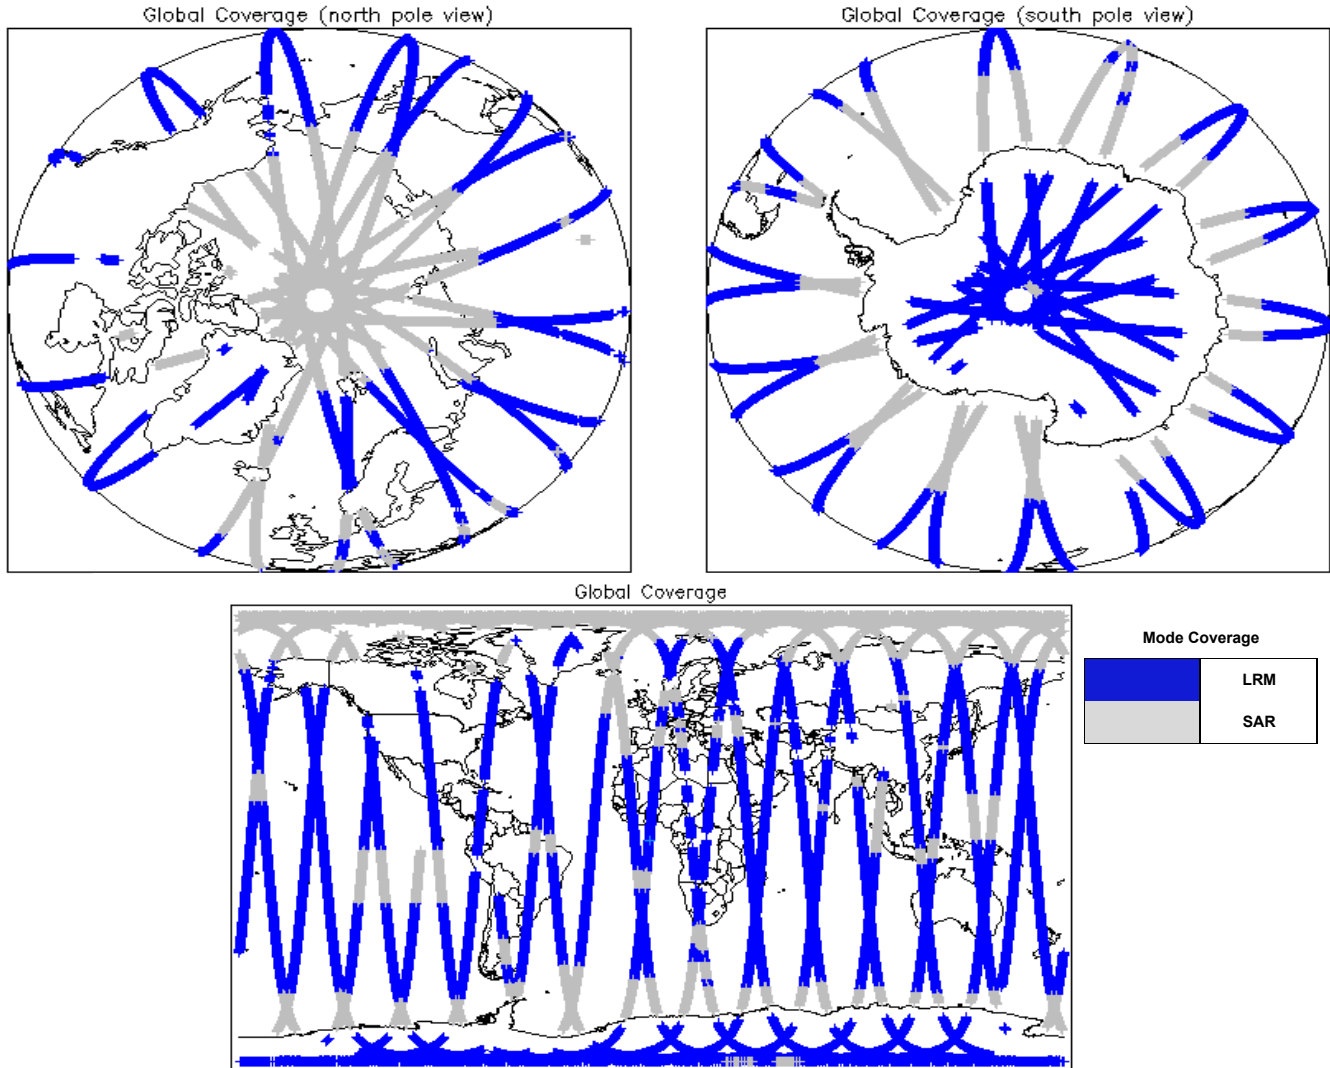 Global Coverage (north pole view)
Global Coverage (south pole view)
Global Coverage
Mode Coverage
LRM
SAR